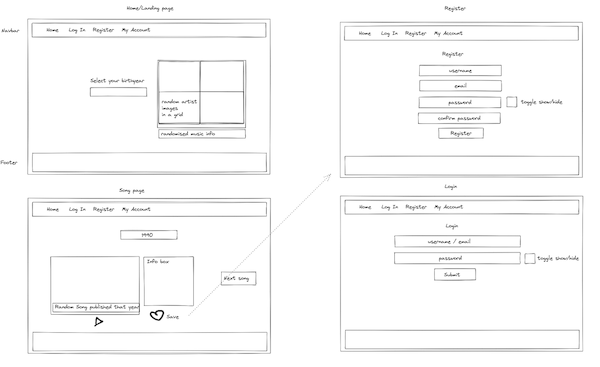 Home/Landing page
Navbar
Home Log In Register My Account
Select your birthyear
random artist
images
in a grid
randomised music info
Footer
Register
Home Log In Register My Account
Register
username
email
password
toggle show/hide
confirm password
Register
Song page
Home Log In Register My Account
1990
Info box
Next song
Random Song published that year
Save
Login
Home Log In Register My Account
Login
username / email
password
toggle show/hide
Submit